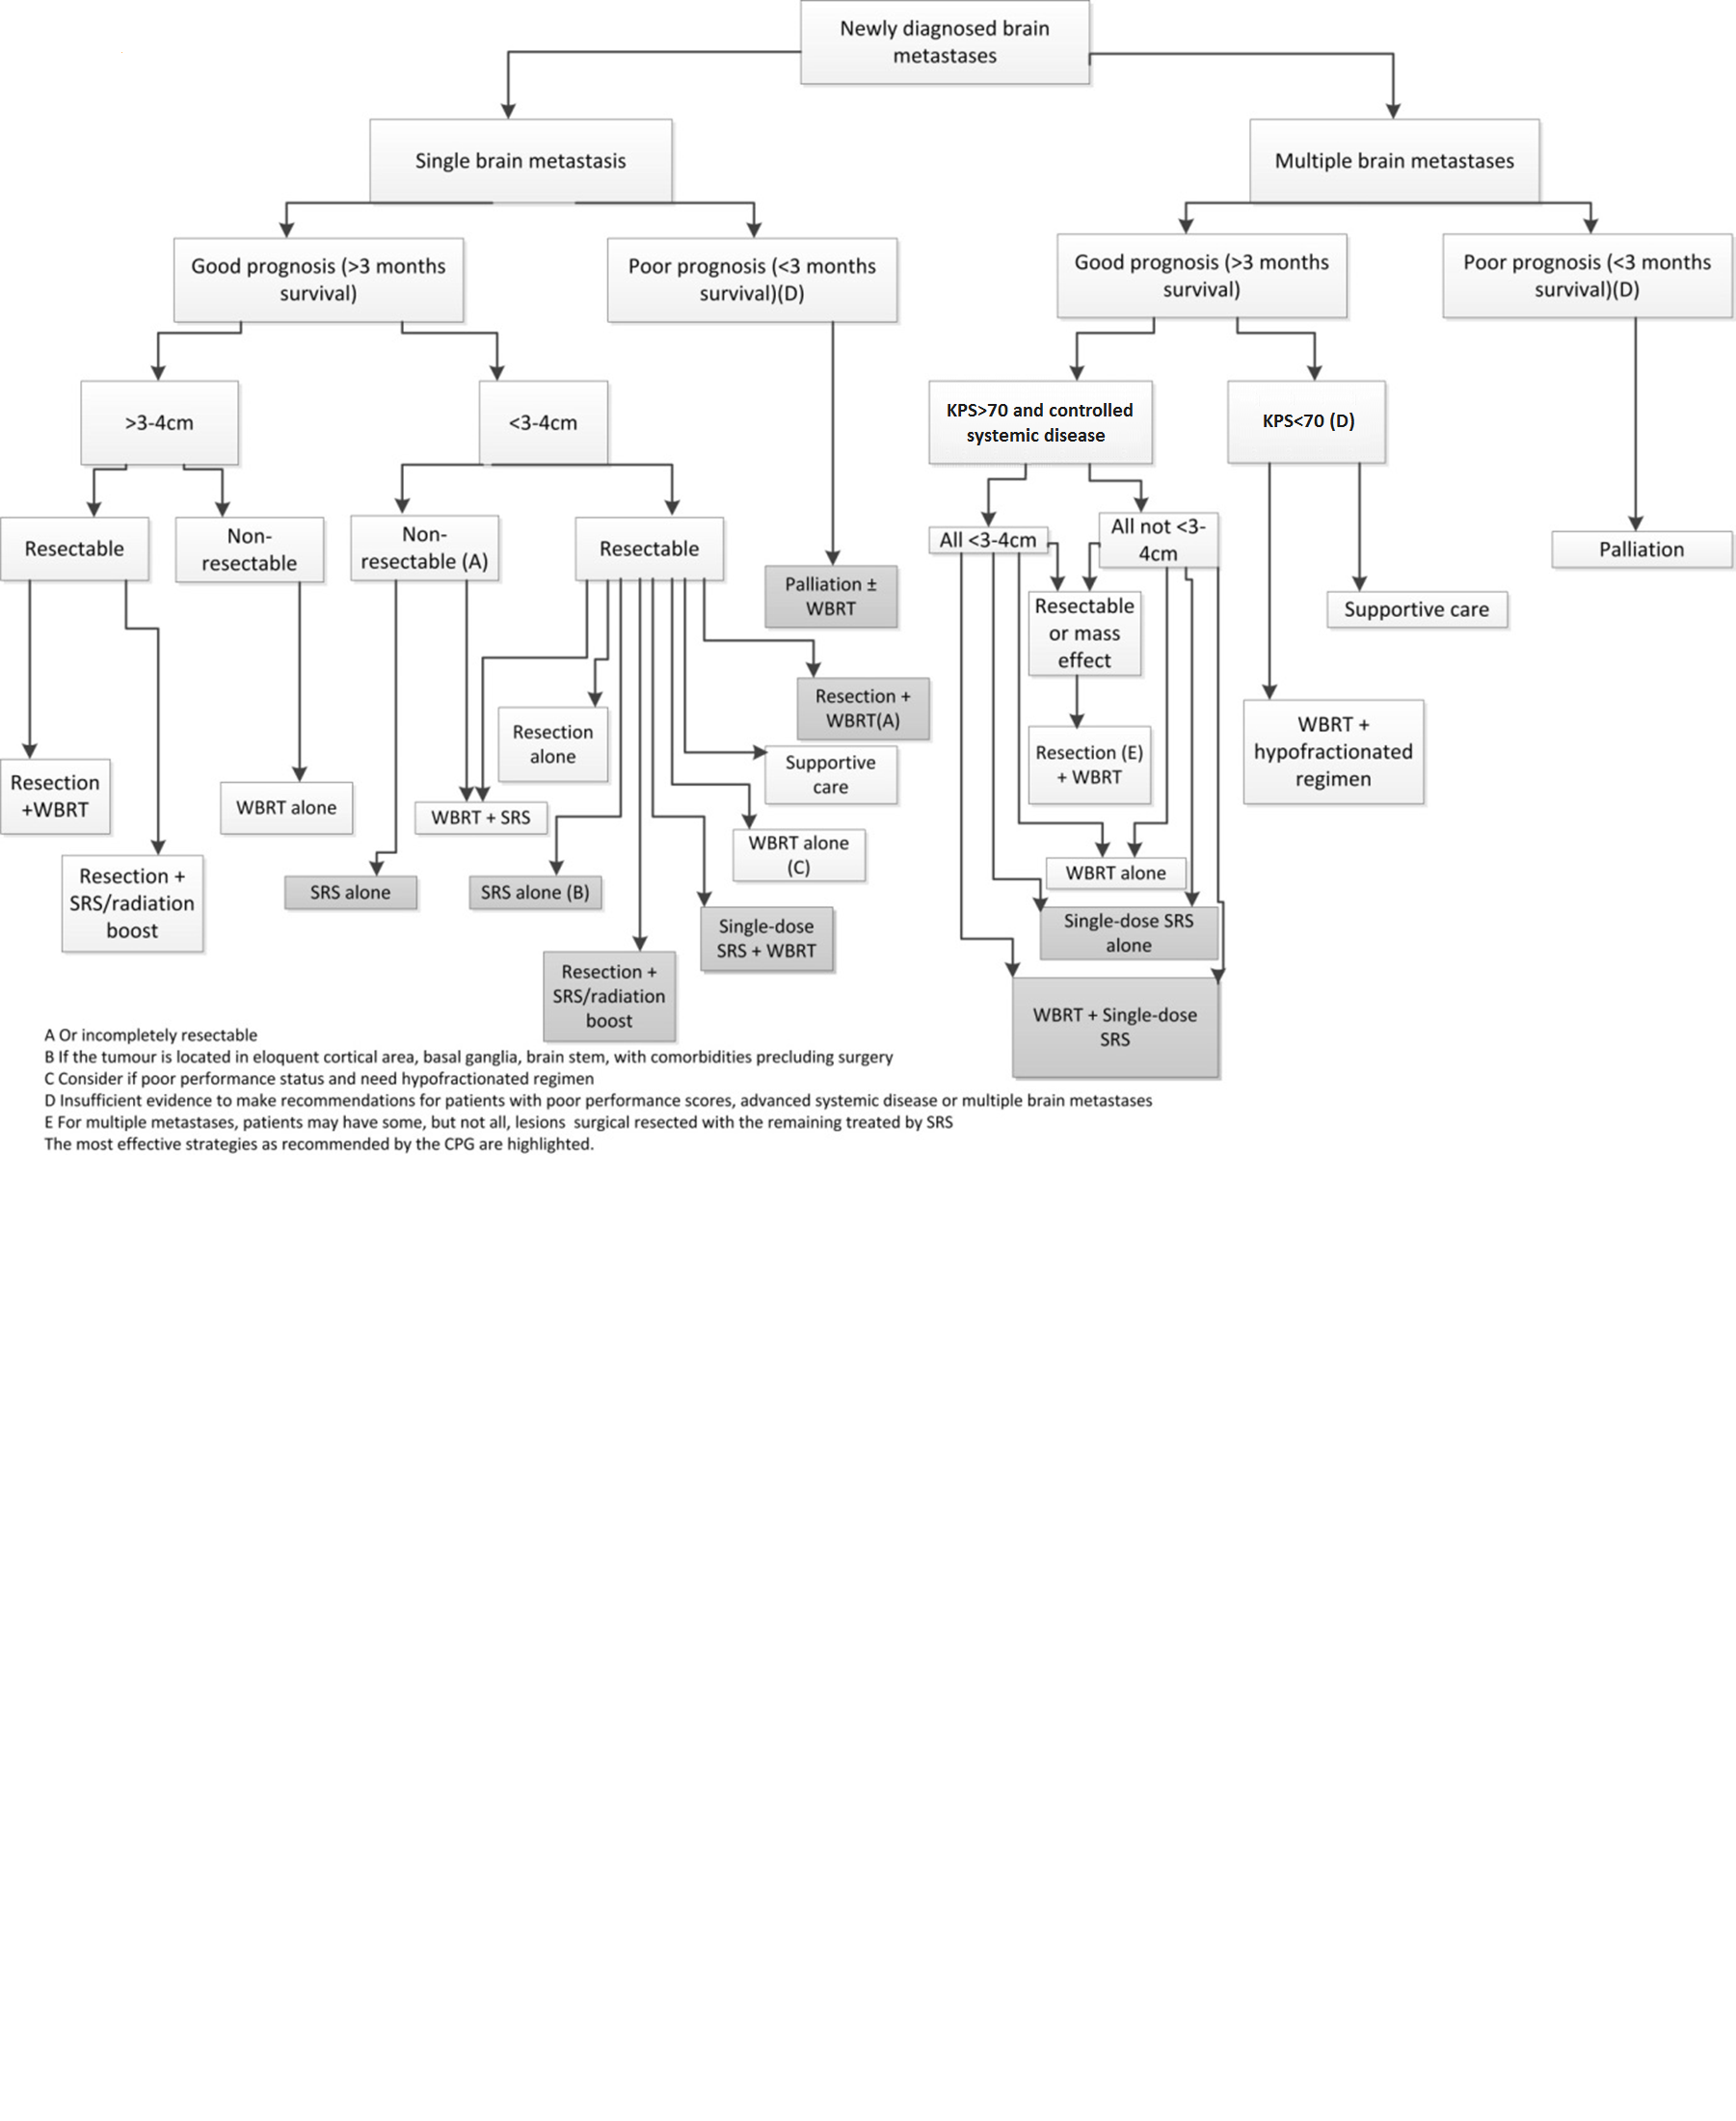 Newly diagnosed brain
metastases
Single brain metastasis
Multiple brain metastases
Good prognosis (>3 months
survival)
Poor prognosis (<3 months
survival)(D)
Good prognosis (>3 months
survival)
Poor prognosis (<3 months
survival)(D)
>3-4cm
<3-4cm
KPS>70 and controlled
systemic disease
KPS<70 (D)
Resectable
Non-
resectable
Non-
resectable (A)
Resectable
Palliation ±
WBRT
All <3-4cm
All not <3-
4cm
Palliation
Resectable
or mass
effect
Supportive care
Resection +
WBRT(A)
Resection
alone
Supportive
care
Resection (E)
+ WBRT
WBRT +
hypofractionated
regimen
Resection
+WBRT
WBRT alone
WBRT + SRS
WBRT alone
(C)
WBRT alone
Resection +
SRS/radiation
boost
SRS alone
SRS alone (B)
Single-dose
SRS + WBRT
Single-dose SRS
alone
Resection +
SRS/radiation
boost
WBRT + Single-dose
SRS
A Or incompletely resectable
B If the tumour is located in eloquent cortical area, basal ganglia, brain stem, with comorbidities precluding surgery
C Consider if poor performance status and need hypofractionated regimen
D Insufficient evidence to make recommendations for patients with poor performance scores, advanced systemic disease or multiple brain metastases
E For multiple metastases, patients may have some, but not all, lesions surgical resected with the remaining treated by SRS
The most effective strategies as recommended by the CPG are highlighted.